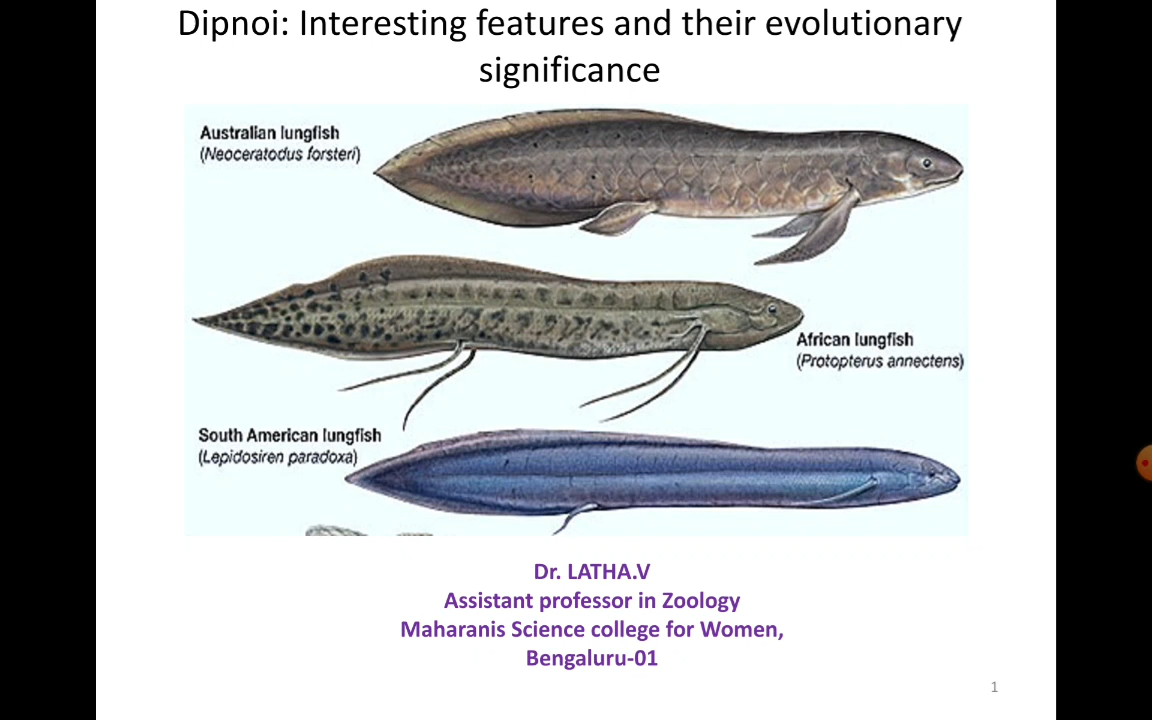 Dipnoi: Interesting features and their evolutionary
significance
Australian lungfish
(Neoceratodus forsteri)
African lungfish
(Protopterus annectens)
South American lungfish
(Lepidosiren paradoxa)
Dr. LATHA.V
Assistant professor in Zoology
Maharanis Science college for Women,
Bengaluru-01
1